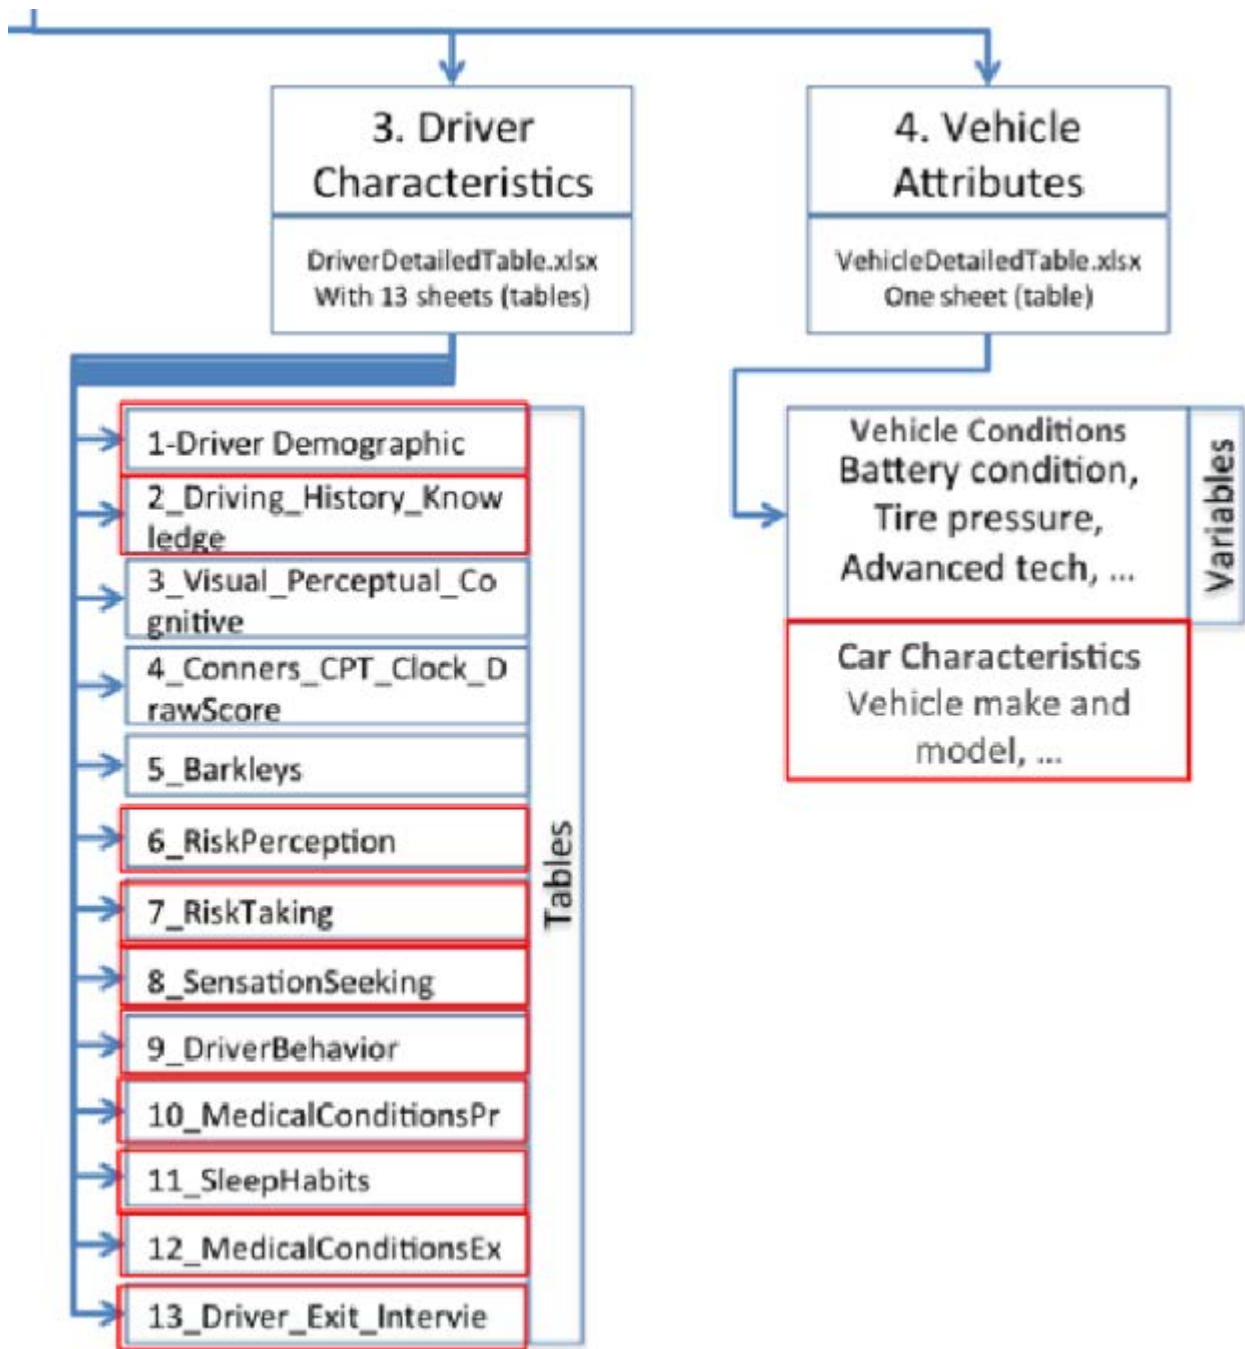 3. Driver
Characteristics
DriverDetailedTable.xlsx
With 13 sheets (tables)
1-Driver Demographic
2_Driving_History_Know
ledge
3_Visual_Perceptual_Co
gnitive
4_Conners_CPT_Clock_D
rawScore
5_Barkleys
6_RiskPerception
7_RiskTaking
8_SensationSeeking
9_DriverBehavior
10_MedicalConditionsPr
11_SleepHabits
12_MedicalConditionsEx
13_Driver_Exit_Intervie
Tables
4. Vehicle
Attributes
VehicleDetailedTable.xlsx
One sheet (table)
Vehicle Conditions
Battery condition,
Tire pressure,
Advanced tech, ...
Variables
Car Characteristics
Vehicle make and
model, ...